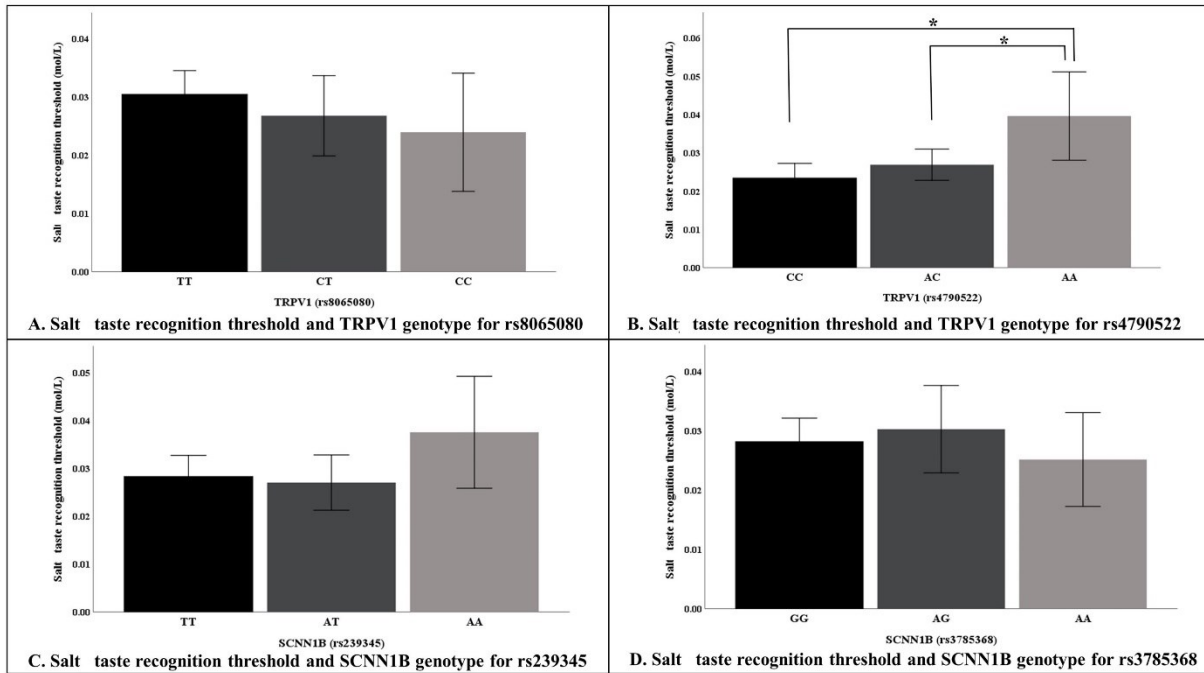 Salt taste recognition threshold (mol/L)
0.04
0.03
0.02
0.01
0.00
TT CT CC
TRPV1 (rs8065080)
A. Salt taste recognition threshold and TRPV1 genotype for rs8065080
Salt taste recognition threshold (mol/L)
0.06
0.05
0.04
0.03
0.02
0.01
0.00
*
*
CC AC AA
TRPV1 (rs4790522)
B. Salt taste recognition threshold and TRPV1 genotype for rs4790522
Salt taste recognition threshold (mol/L)
0.05
0.04
0.03
0.02
0.01
0.00
TT AT AA
SCNN1B (rs239345)
C. Salt taste recognition threshold and SCNN1B genotype for rs239345
Salt taste recognition threshold (mol/L)
0.04
0.03
0.02
0.01
0.00
GG AG AA
SCNN1B (rs3785368)
D. Salt taste recognition threshold and SCNN1B genotype for rs3785368